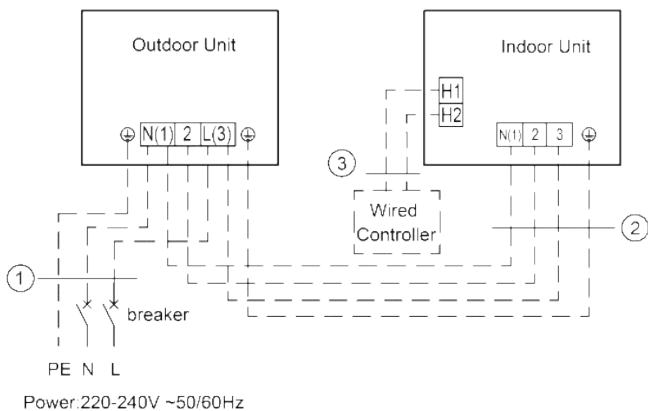 Outdoor Unit
Indoor Unit
H1
H2
N(1) 2 L(3)
N(1) 2 3
3
Wired
Controller
2
1
breaker
PE N L
Power:220-240V ~50/60Hz